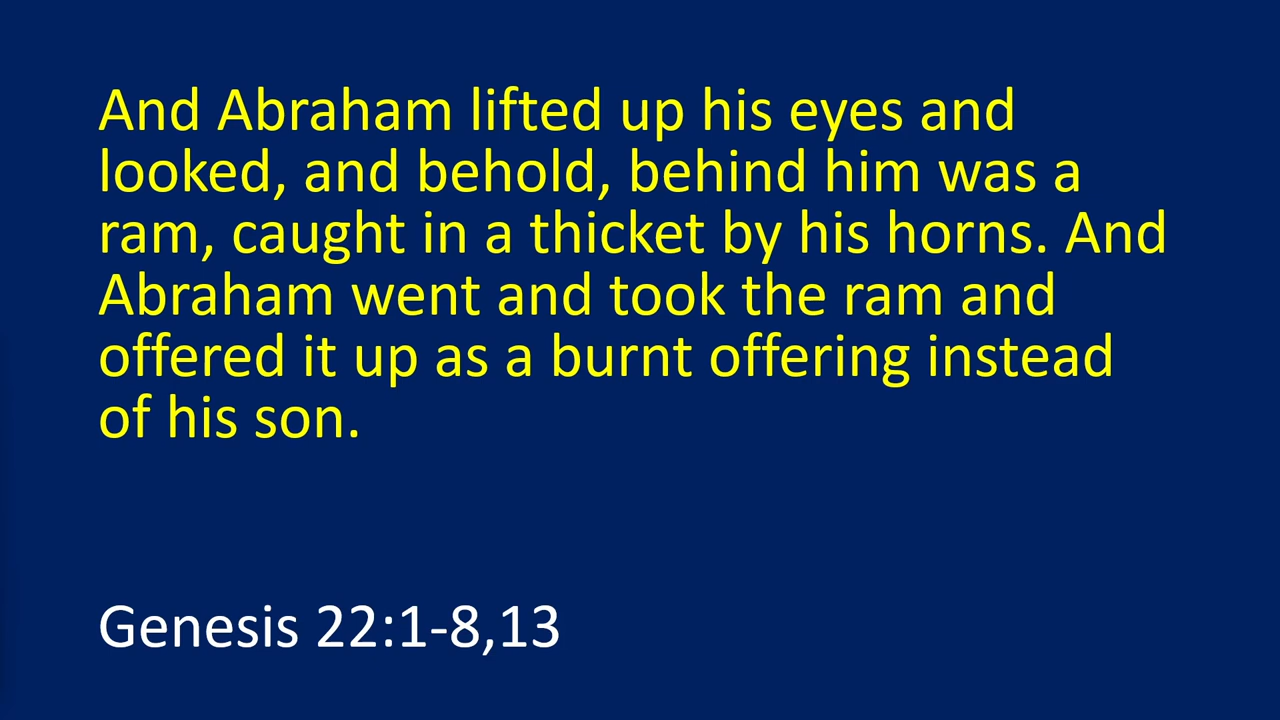 And Abraham lifted up his eyes and
looked, and behold, behind him was a
ram, caught in a thicket by his horns. And
Abraham went and took the ram and
offered it up as a burnt offering instead
of his son.
Genesis 22:1-8,13